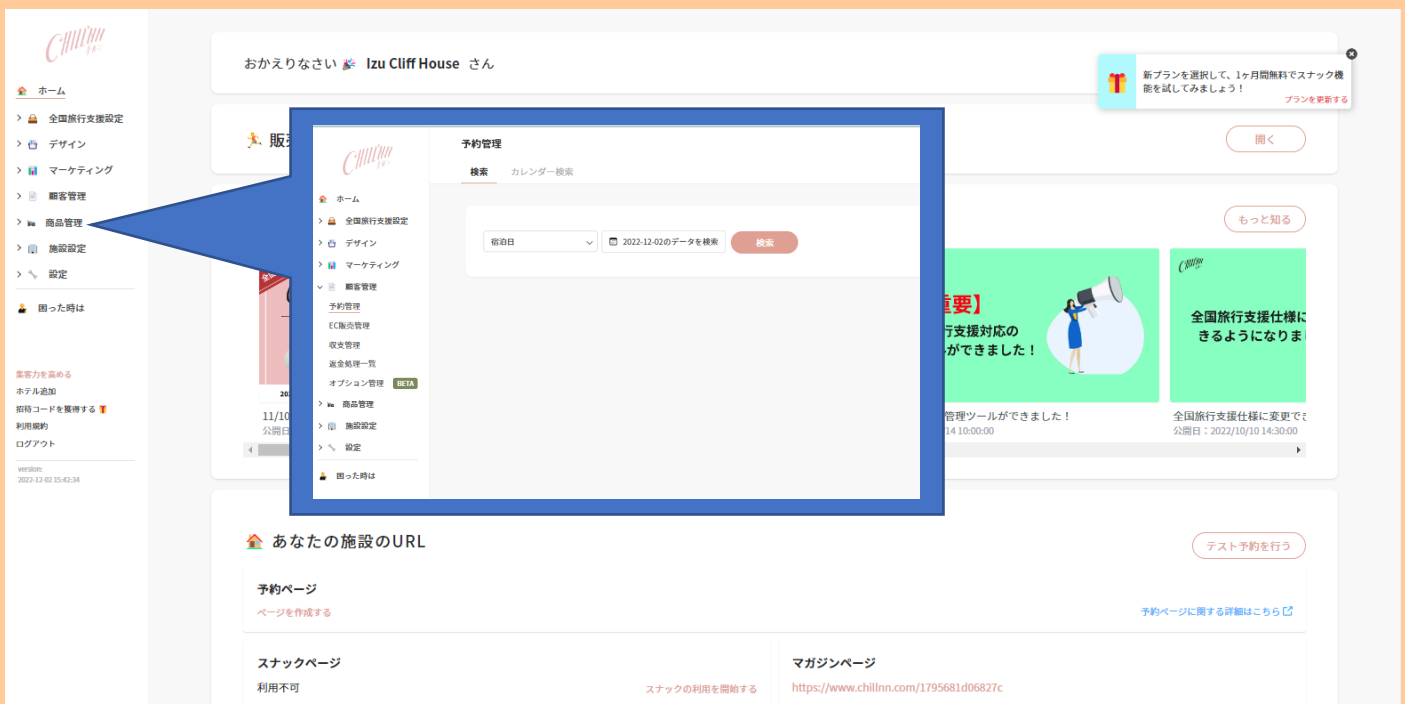 CHILLNN
ホーム
全国旅行支援設定
デザイン
マーケティング
顧客管理
商品管理
施設設定
設定
困った時は
集客力を高める
ホテル追加
招待コードを獲得する
利用規約
ログアウト
version:
2022-12-02 15:42:34
おかえりなさい Izu Cliff House さん
新プランを選択して、1ヶ月間無料でスナック機
能を試してみましょう！
プランを更新する
開く
もっと知る
予約管理
検索 カレンダー検索
宿泊日 2022-12-02のデータを検索 検索
CHILLNN
ホーム
全国旅行支援設定
デザイン
マーケティング
顧客管理
予約管理
EC販売管理
収支管理
返金処理一覧
オプション管理 BETA
商品管理
施設設定
設定
困った時は
要】
行支援対応の
ができました！
管理ツールができました！
14 10:00:00
全国旅行支援仕様に
きるようになりま
全国旅行支援仕様に変更でき
公開日：2022/10/10 14:30:00
11/10
公開日
あなたの施設のURL
テスト予約を行う
予約ページ
ページを作成する
予約ページに関する詳細はこちら
スナックページ
利用不可
スナックの利用を開始する
マガジンページ
https://www.chillnn.com/1795681d06827c